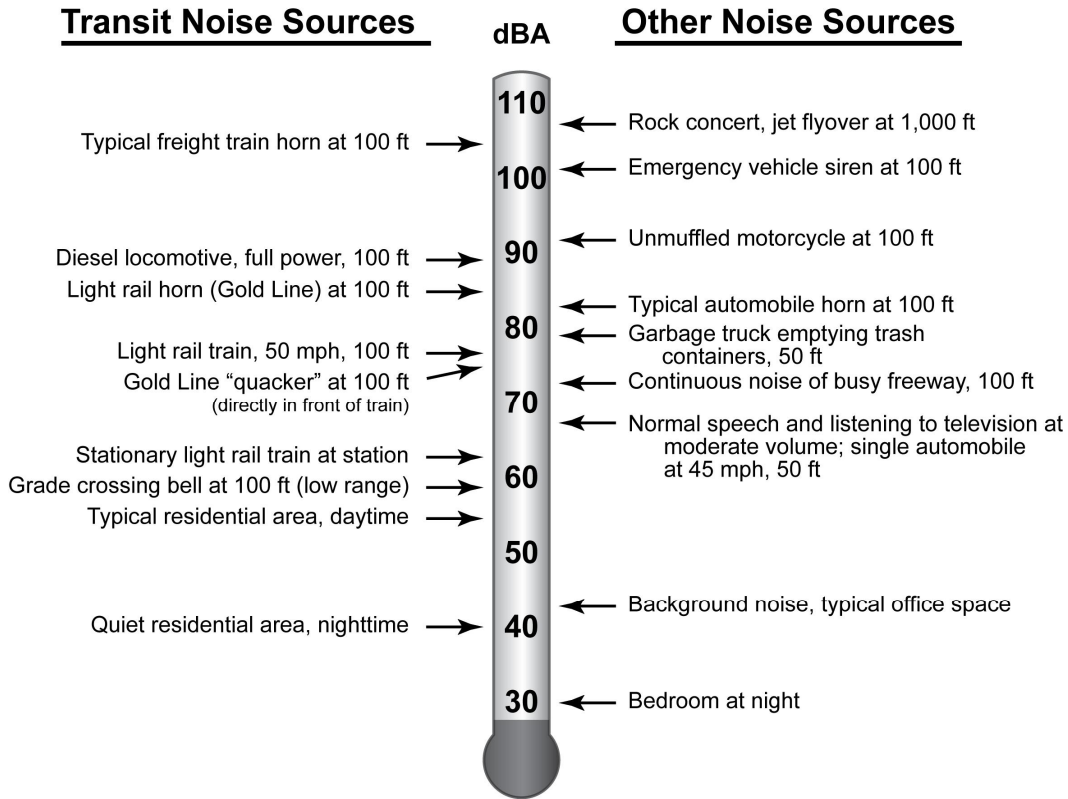 Transit Noise Sources
dBA
Other Noise Sources
110
100
90
80
70
60
50
40
30
Typical freight train horn at 100 ft
Diesel locomotive, full power, 100 ft
Light rail horn (Gold Line) at 100 ft
Light rail train, 50 mph, 100 ft
Gold Line “quacker” at 100 ft
(directly in front of train)
Stationary light rail train at station
Grade crossing bell at 100 ft (low range)
Typical residential area, daytime
Quiet residential area, nighttime
Rock concert, jet flyover at 1,000 ft
Emergency vehicle siren at 100 ft
Unmuffled motorcycle at 100 ft
Typical automobile horn at 100 ft
Garbage truck emptying trash
containers, 50 ft
Continuous noise of busy freeway, 100 ft
Normal speech and listening to television at
moderate volume; single automobile
at 45 mph, 50 ft
Background noise, typical office space
Bedroom at night